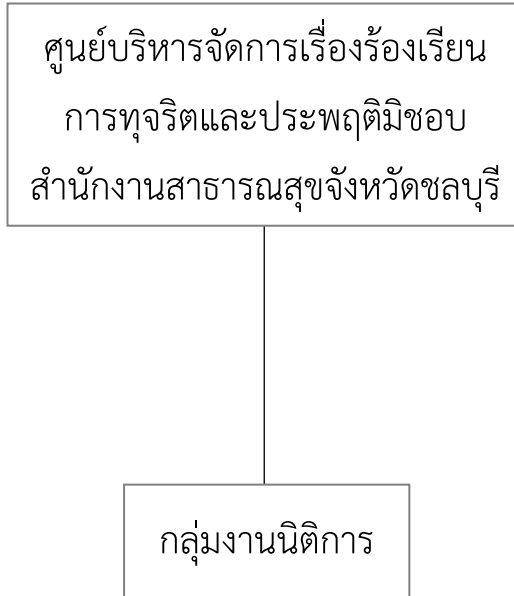 ศูนย์บริหารจัดการเรื่องร้องเรียน
การทุจริตและประพฤติมิชอบ
สำนักงานสาธารณสุขจังหวัดชลบุรี
กลุ่มงานนิติการ